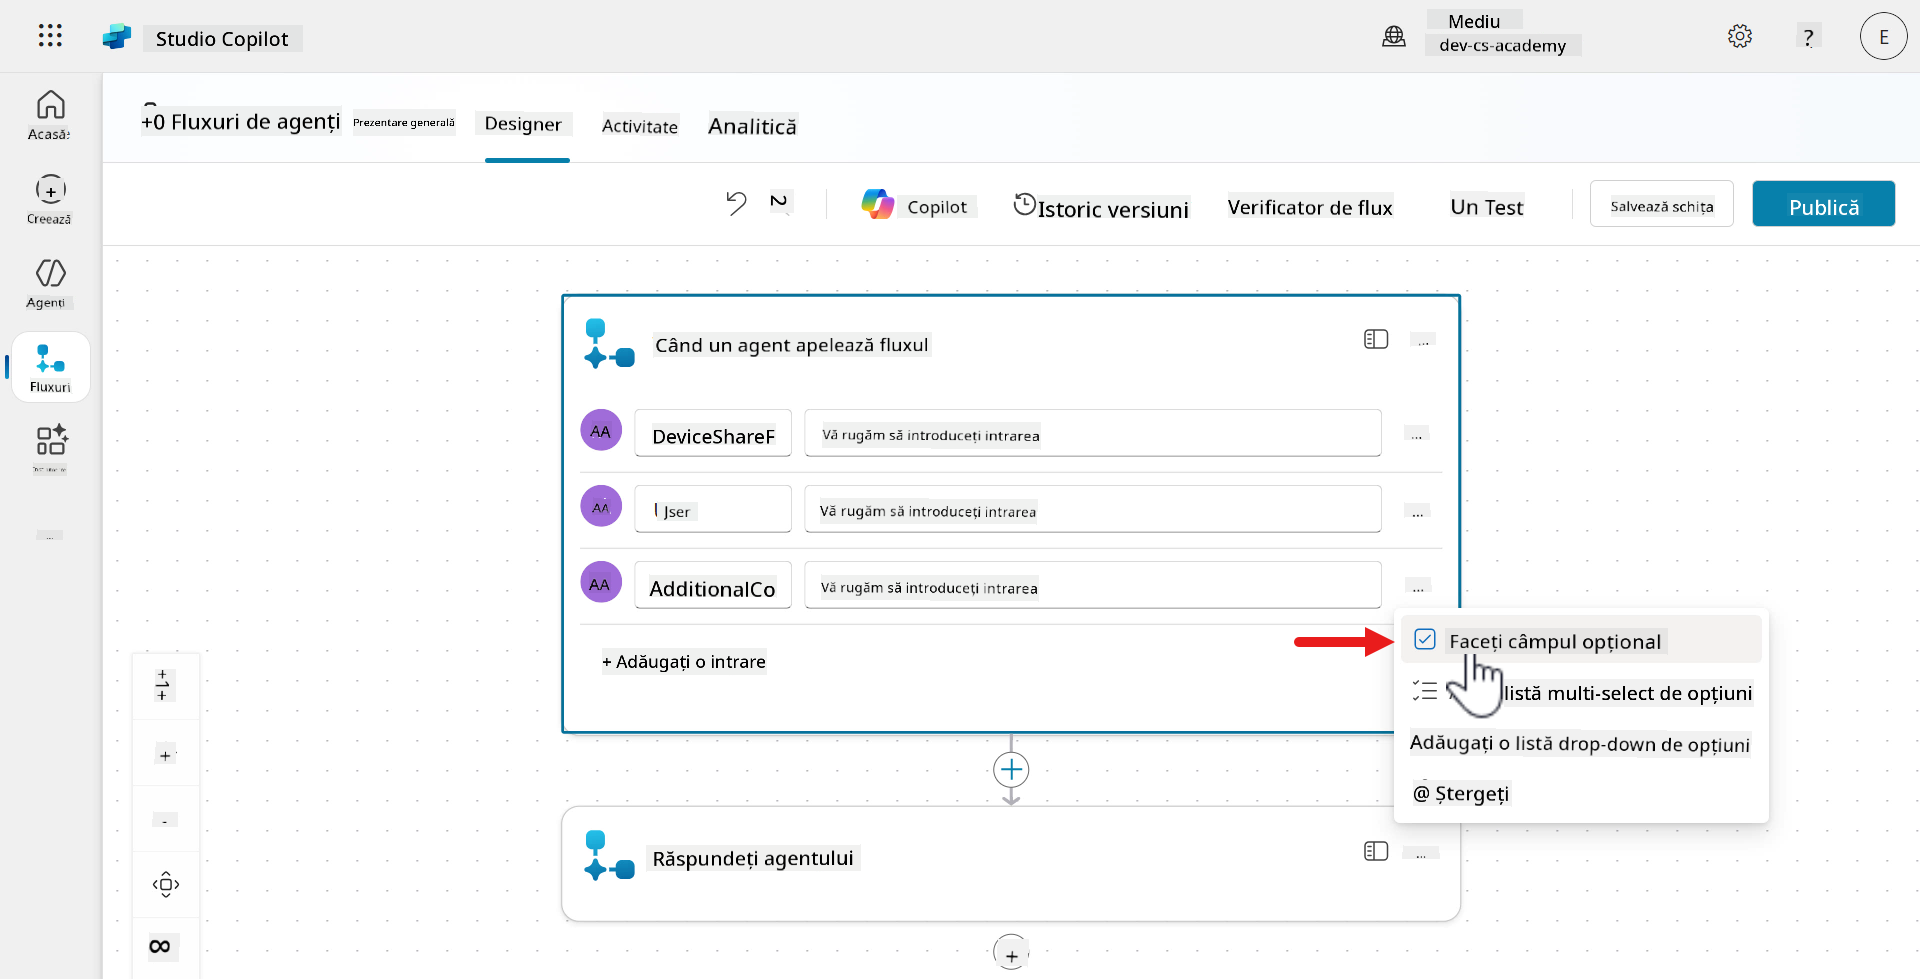 Studio Copilot
Mediu
dev-cs-academy
?
E
Acasă
+0 Fluxuri de agenți
Prezentare generală
Designer
Activitate
Analitică
Creează
Copilot
Istoric versiuni
Verificator de flux
Un Test
Salvează schița
Publică
Agenți
Fluxuri
Când un agent apelează fluxul
...
AA
DeviceShareF
Vă rugăm să introduceți intrarea
...
AA
Jser
Vă rugăm să introduceți intrarea
...
AA
AdditionalCo
Vă rugăm să introduceți intrarea
...
...
+ Adăugați o intrare
Faceți câmpul opțional
listă multi-select de opțiuni
Adăugați o listă drop-down de opțiuni
@ Ștergeți
+
-
Răspundeți agentului
...
+